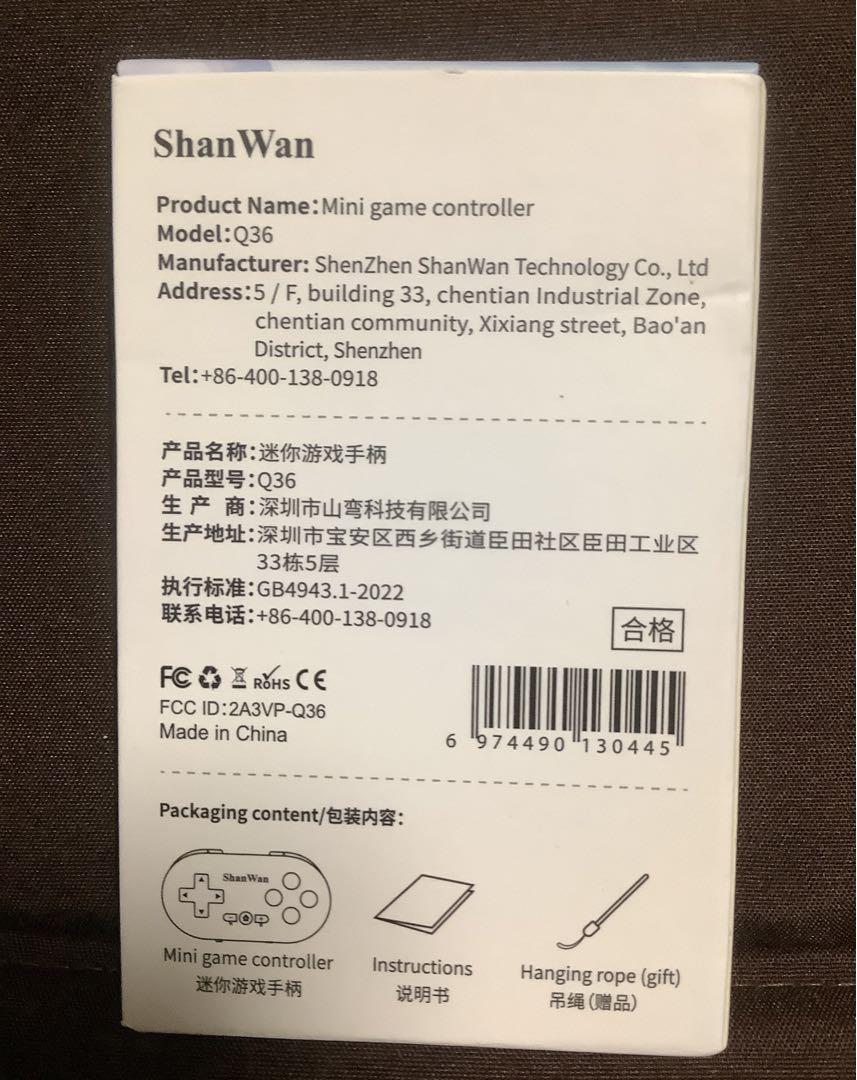 ShanWan
Product Name:Mini game controller
Model:Q36
Manufacturer: ShenZhen ShanWan Technology Co., Ltd
Address:5 / F, building 33, chentian Industrial Zone,
chentian community, Xixiang street, Bao'an
District, Shenzhen
Tel:+86-400-138-0918
产品名称:迷你游戏手柄
产品型号:Q36
生产商:深圳市山弯科技有限公司
生产地址:深圳市宝安区西乡街道臣田社区臣田工业区
33栋5层
执行标准:GB4943.1-2022
联系电话:+86-400-138-0918
合格
FC RoHS CE
FCC ID:2A3VP-Q36
Made in China
6 974490 130445
Packaging content/包装内容:
ShanWan
Mini game controller
迷你游戏手柄
Instructions
说明书
Hanging rope (gift)
吊绳(赠品)